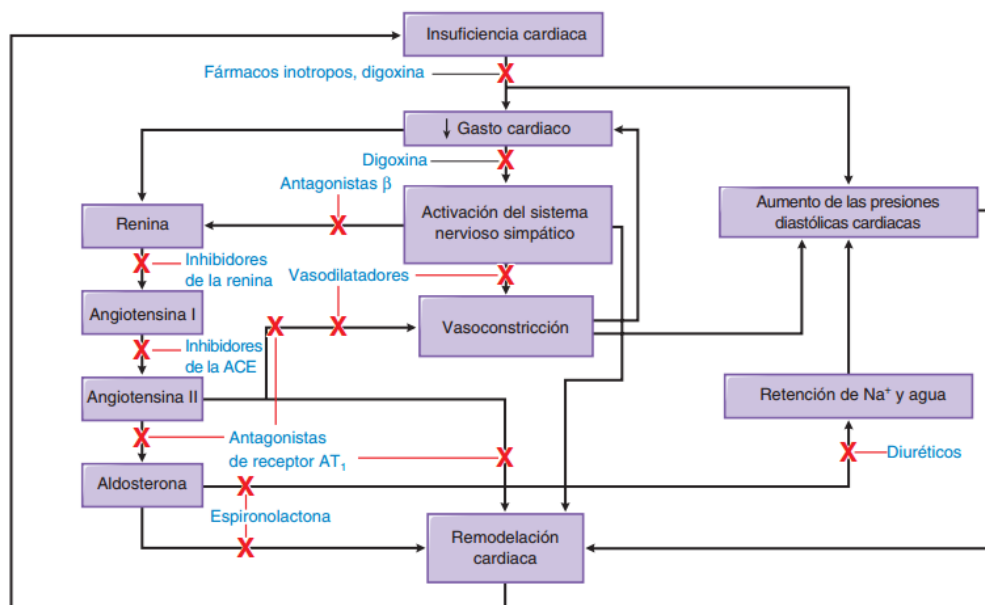 Insuficiencia cardiaca
Fármacos inotropos, digoxina
↓ Gasto cardiaco
Digoxina
Antagonistas β
Renina
Activación del sistema
nervioso simpático
Aumento de las presiones
diastólicas cardiacas
Inhibidores
de la renina
Vasodilatadores
Angiotensina I
Vasoconstricción
Inhibidores
de la ACE
Angiotensina II
Retención de Na⁺ y agua
Antagonistas
de receptor AT₁
Diuréticos
Aldosterona
Espironolactona
Remodelación
cardiaca